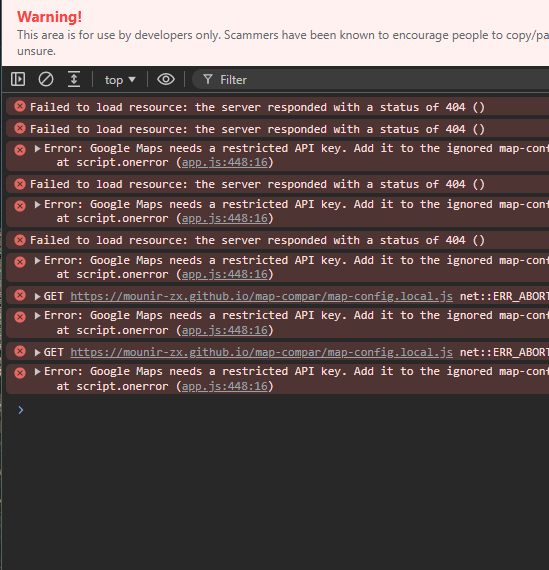 Warning!
This area is for use by developers only. Scammers have been known to encourage people to copy/pa
unsure.
top
Filter
Failed to load resource: the server responded with a status of 404 ()
Failed to load resource: the server responded with a status of 404 ()
Error: Google Maps needs a restricted API key. Add it to the ignored map-conf
at script.onerror (app.js:448:16)
Failed to load resource: the server responded with a status of 404 ()
Error: Google Maps needs a restricted API key. Add it to the ignored map-conf
at script.onerror (app.js:448:16)
Failed to load resource: the server responded with a status of 404 ()
Error: Google Maps needs a restricted API key. Add it to the ignored map-conf
at script.onerror (app.js:448:16)
GET https://mounir-zx.github.io/map-compar/map-config.local.js net::ERR_ABORT
Error: Google Maps needs a restricted API key. Add it to the ignored map-conf
at script.onerror (app.js:448:16)
GET https://mounir-zx.github.io/map-compar/map-config.local.js net::ERR_ABORT
Error: Google Maps needs a restricted API key. Add it to the ignored map-conf
at script.onerror (app.js:448:16)